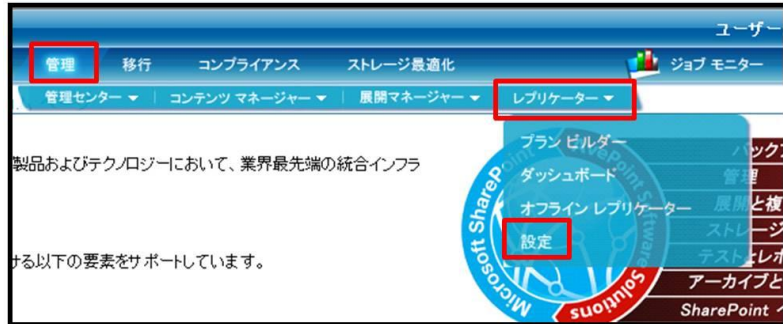 ユーザー
管理 移行 コンプライアンス ストレージ最適化 ジョブ モニター
管理センター ▼ コンテンツ マネージャー ▼ 展開マネージャー ▼ レプリケーター ▼
プラン ビルダー
製品およびテクノロジーにおいて、業界最先端の統合インフラ
ダッシュボード 管理
オフライン レプリケーター 展開と複
設定
ける以下の要素をサポートしています。
アーカイブと
SharePoint
Microsoft SharePoint Software Solutions